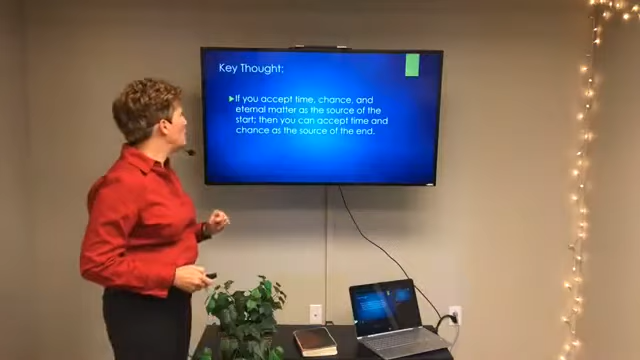 Key Thought:
If you accept time, chance, and
eternal matter as the source of the
start; then you can accept time and
chance as the source of the end.